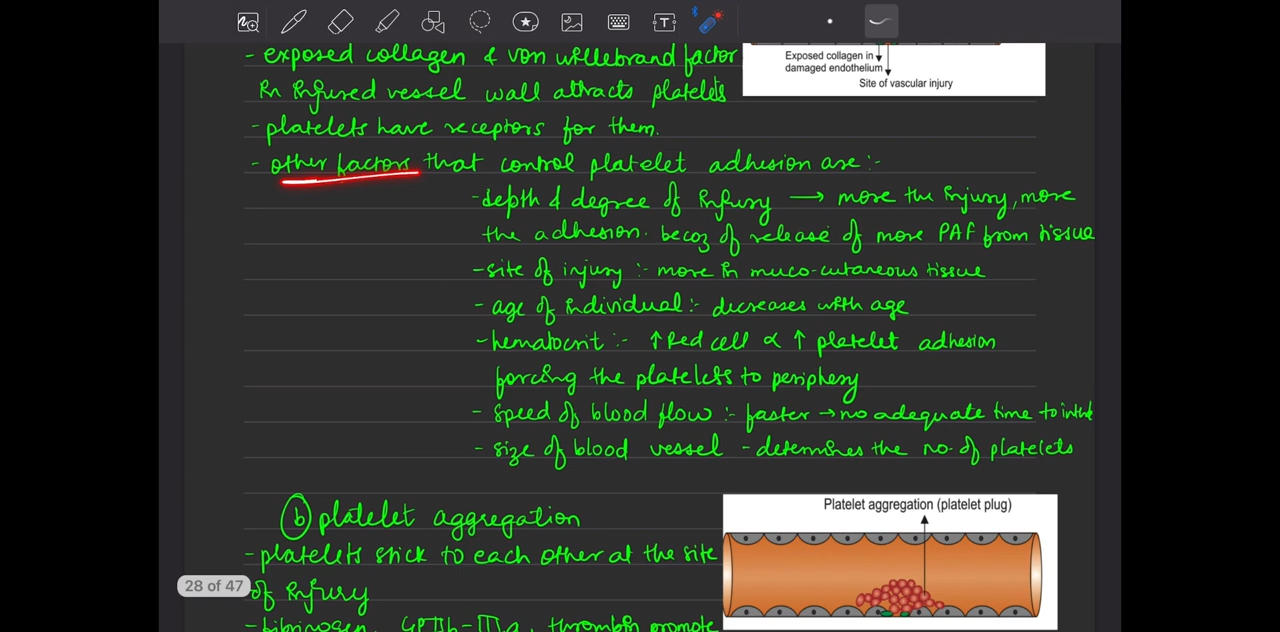 - exposed collagen & von willebrand factor
in injured vessel wall attracts platelets
- platelets have receptors for them.
- other factors that control platelet adhesion are :-
- depth & degree of injury → more the injury, more
the adhesion. becoz of release of more PAF from tissue
- site of injury :- more in muco-cutaneous tissue
- age of individual :- decreases with age
- hematocrit :- ↑ Red cell ∝ ↑ platelet adhesion
forcing the platelets to periphery
- speed of blood flow :- faster → no adequate time to
- size of blood vessel - determines the no. of platelets
Exposed collagen in
damaged endothelium
Site of vascular injury
(b) platelet aggregation
- platelets stick to each other at the site
of injury
- fibrinogen, GPIIb-IIIa, thrombin promote
Platelet aggregation (platelet plug)
28 of 47
T